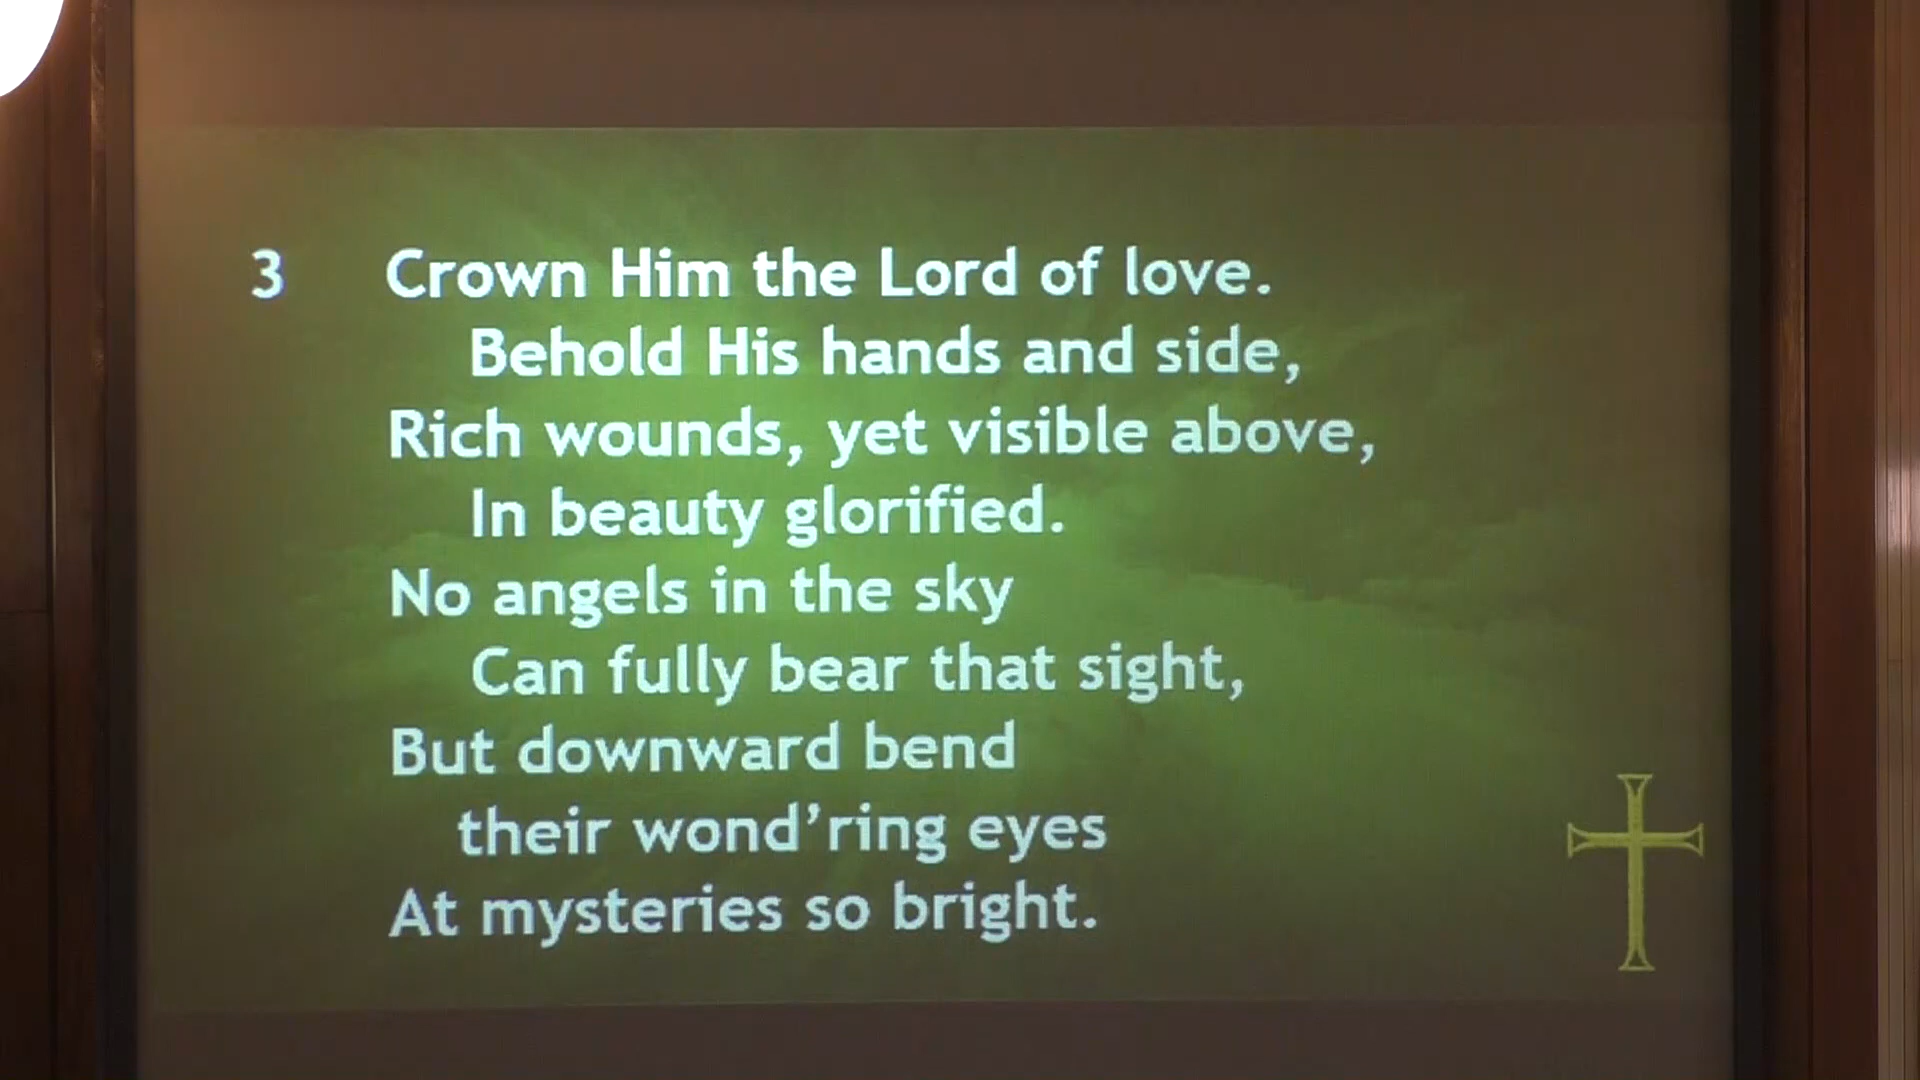 3 Crown Him the Lord of love.
Behold His hands and side,
Rich wounds, yet visible above,
In beauty glorified.
No angels in the sky
Can fully bear that sight,
But downward bend
their wond’ring eyes
At mysteries so bright.